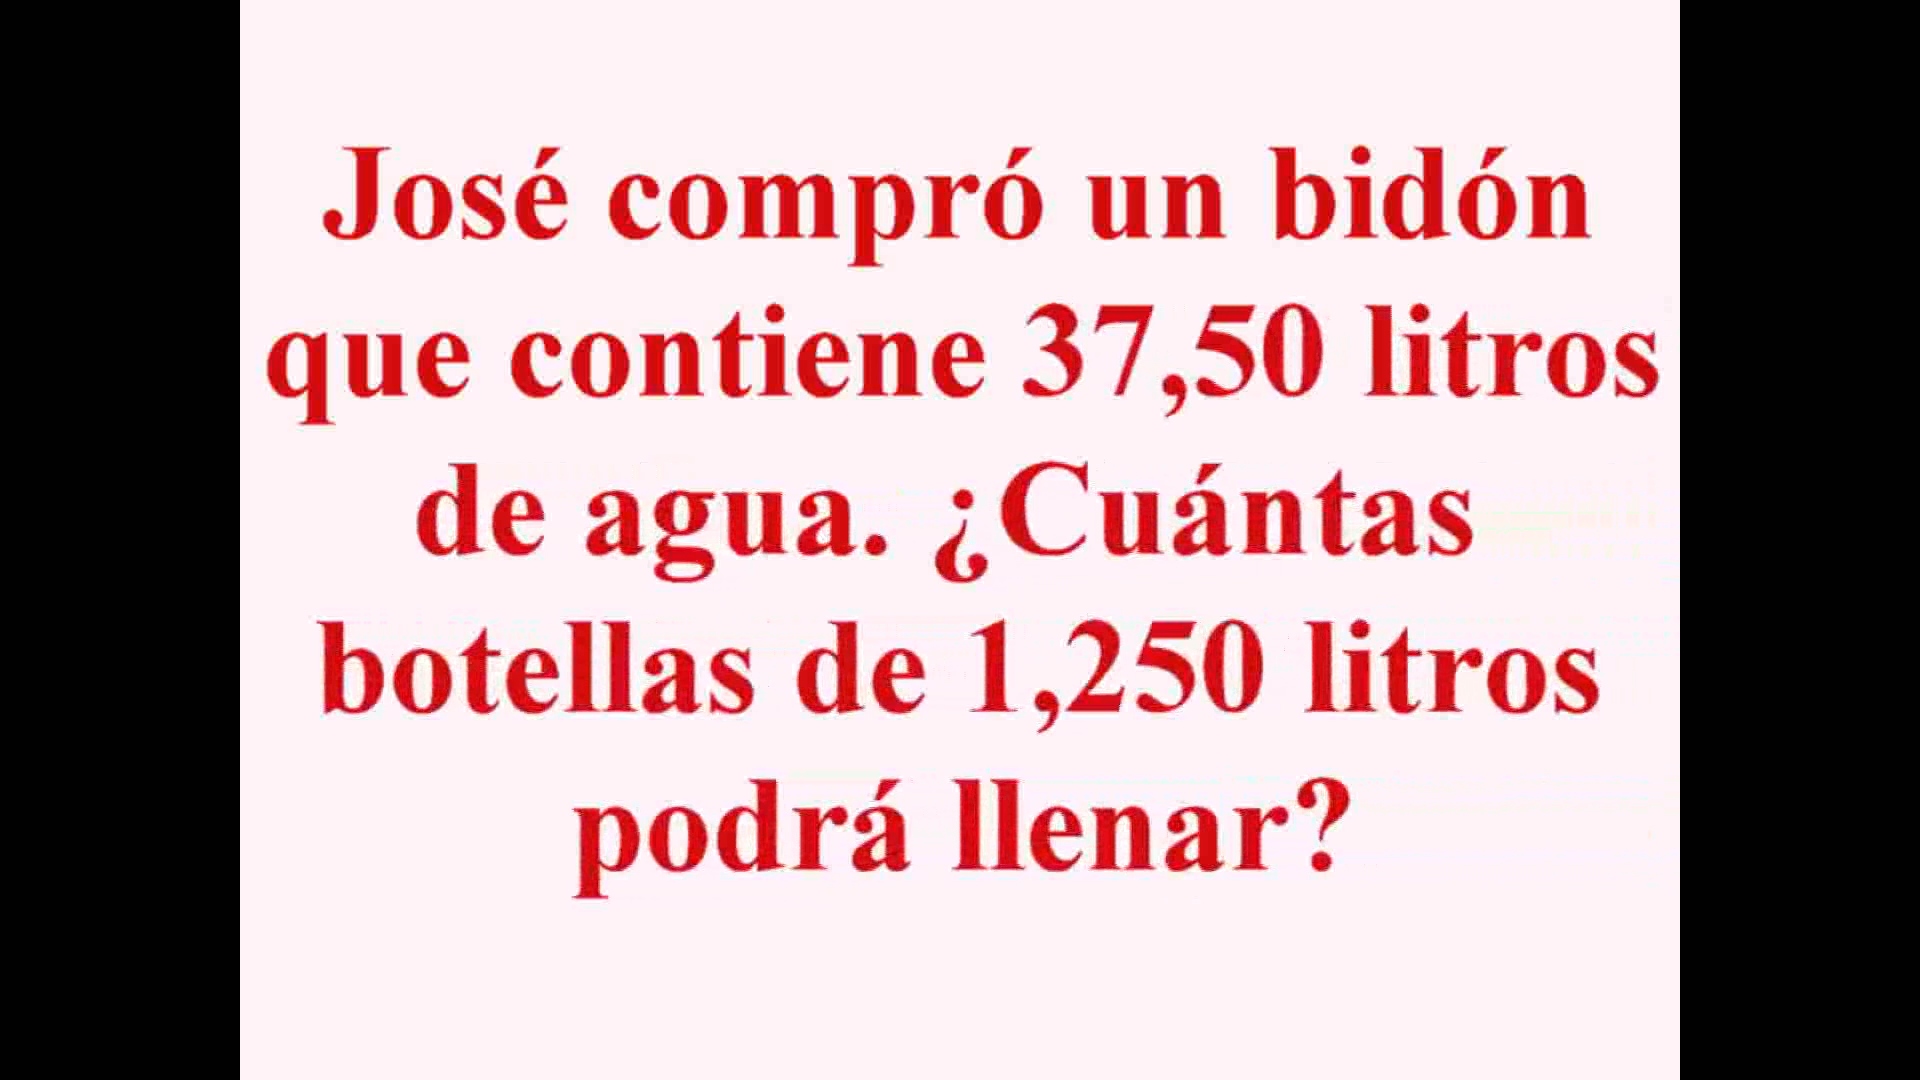 José compró un bidón
que contiene 37,50 litros
de agua. ¿Cuántas
botellas de 1,250 litros
podrá llenar?